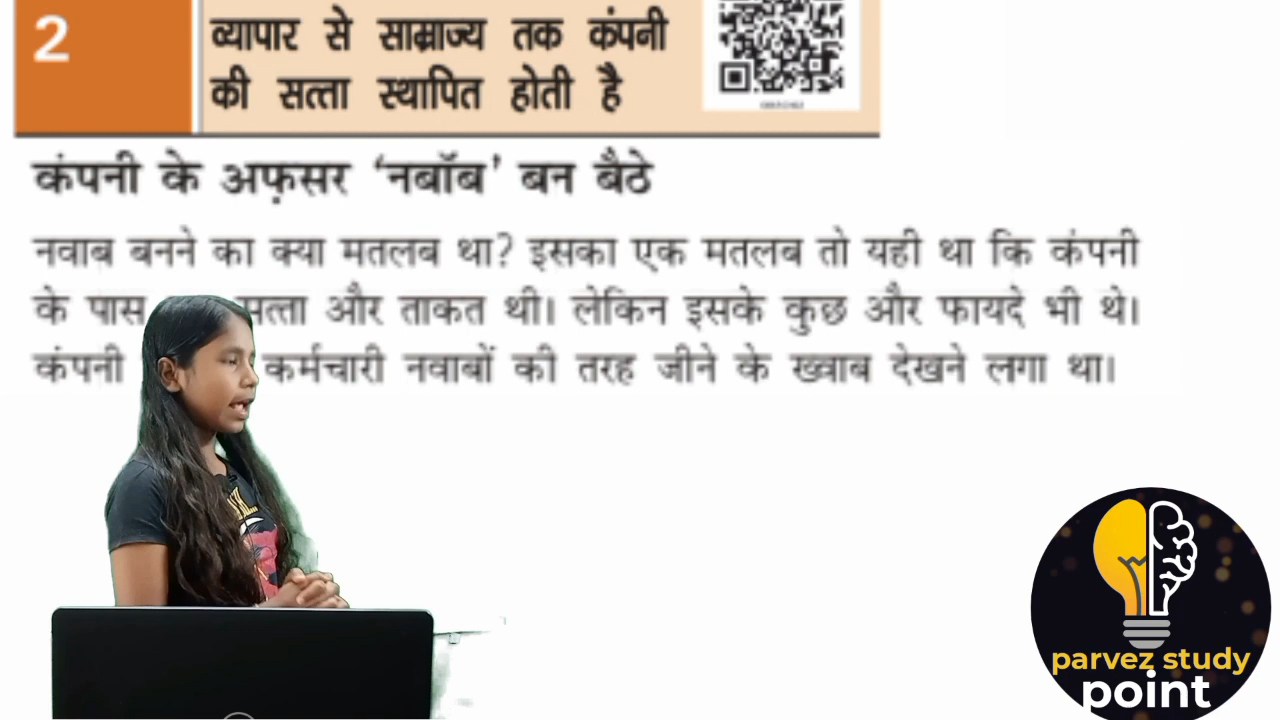 2
व्यापार से साम्राज्य तक कंपनी
की सत्ता स्थापित होती है
कंपनी के अफ़सर ‘नबॉब’ बन बैठे
नवाब बनने का क्या मतलब था? इसका एक मतलब तो यही था कि कंपनी
के पास सत्ता और ताकत थी। लेकिन इसके कुछ और फायदे भी थे।
कंपनी कर्मचारी नवाबों की तरह जीने के ख्वाब देखने लगा था।
parvez study
point